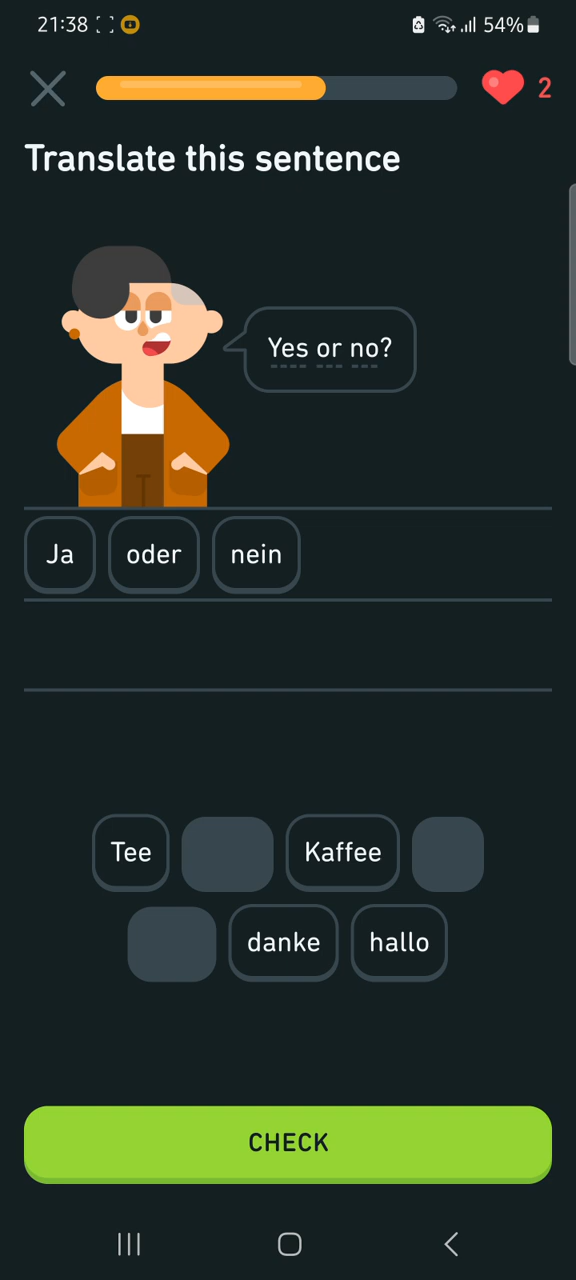 21:38 54%
2
Translate this sentence
Yes or no?
Ja oder nein
Tee Kaffee
danke hallo
CHECK